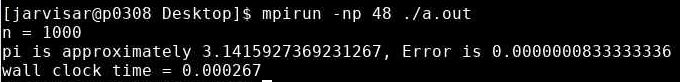 [jarvisar@p0308 Desktop]$ mpirun -np 48 ./a.out
n = 1000
pi is approximately 3.1415927369231267, Error is 0.0000000833333336
wall clock time = 0.000267